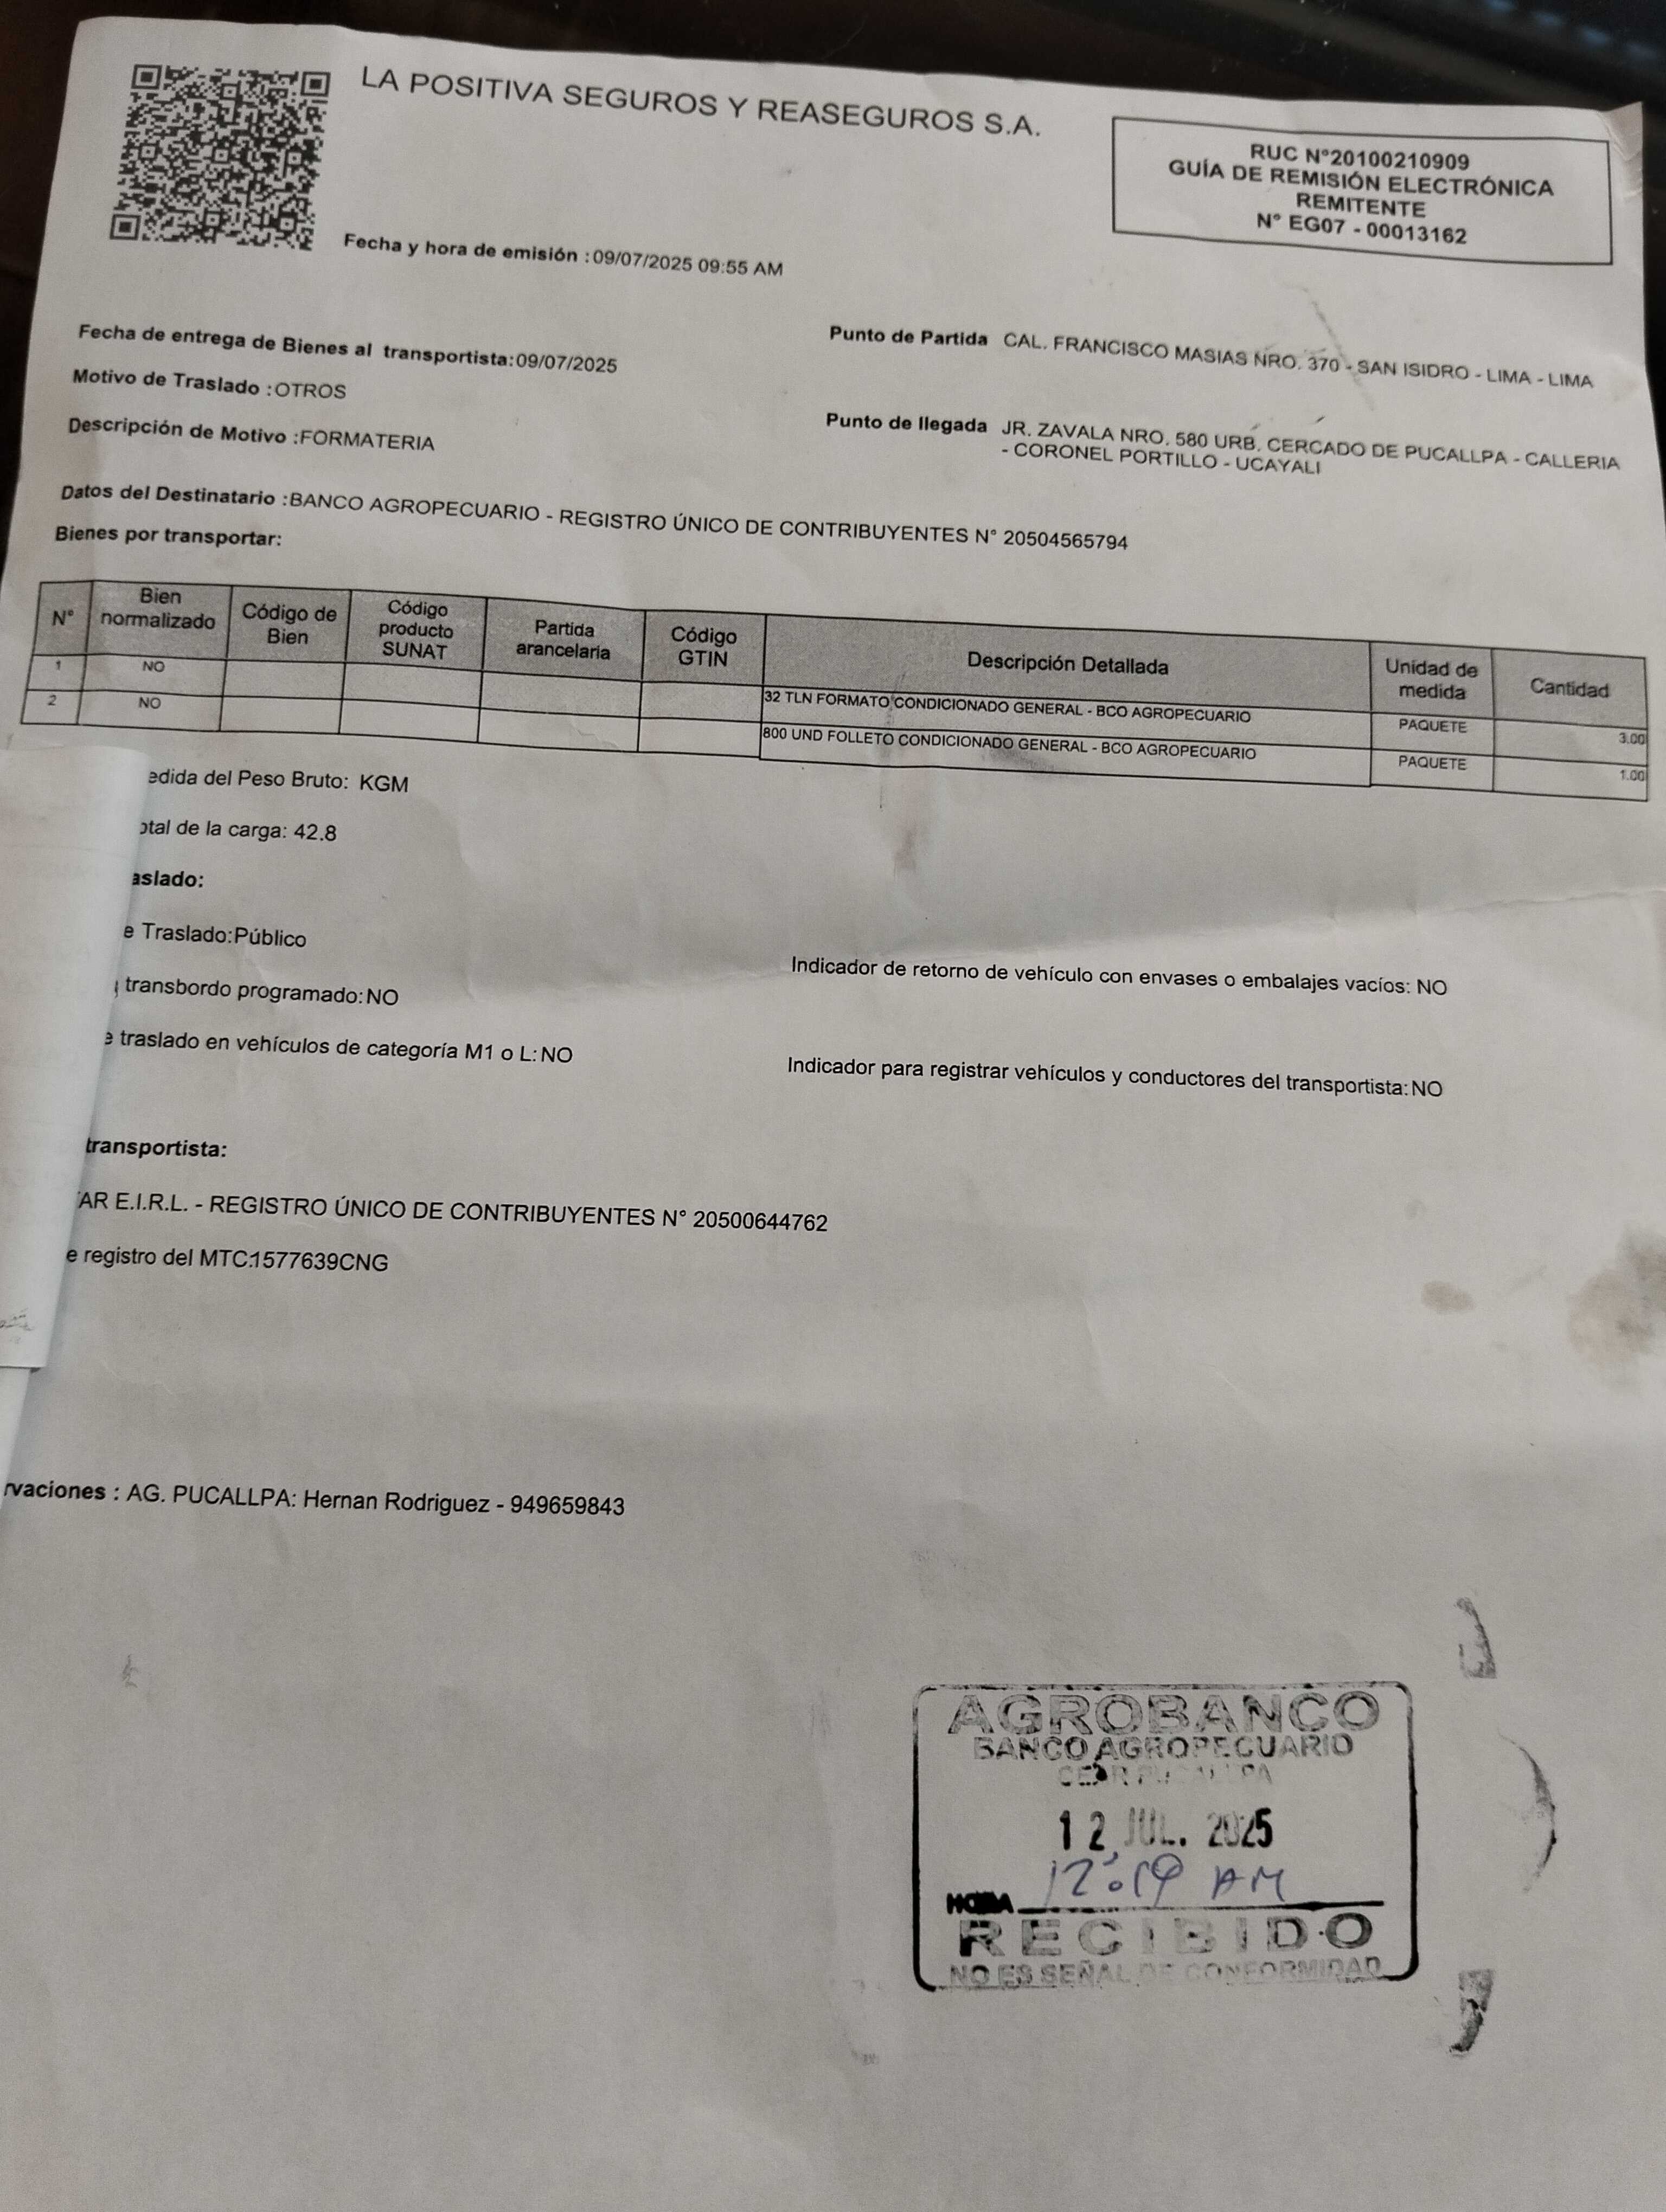 LA POSITIVA SEGUROS Y REASEGUROS S.A.
RUC N°20100210909
GUÍA DE REMISIÓN ELECTRÓNICA
REMITENTE
N° EG07 - 00013162
Fecha y hora de emisión : 09/07/2025 09:55 AM
Fecha de entrega de Bienes al transportista: 09/07/2025
Punto de Partida CAL. FRANCISCO MASIAS NRO. 370 - SAN ISIDRO - LIMA - LIMA
Motivo de Traslado : OTROS
Descripción de Motivo : FORMATERIA
Punto de llegada JR. ZAVALA NRO. 580 URB. CERCADO DE PUCALLPA - CALLERIA
- CORONEL PORTILLO - UCAYALI
Datos del Destinatario : BANCO AGROPECUARIO - REGISTRO ÚNICO DE CONTRIBUYENTES N° 20504565794
Bienes por transportar:
N° Bien normalizado Código de Bien Código producto SUNAT Partida arancelaria Código GTIN Descripción Detallada Unidad de medida Cantidad
1 NO 32 TLN FORMATO CONDICIONADO GENERAL - BCO AGROPECUARIO PAQUETE 3.00
2 NO 800 UND FOLLETO CONDICIONADO GENERAL - BCO AGROPECUARIO PAQUETE 1.00
edida del Peso Bruto: KGM
otal de la carga: 42.8
aslado:
e Traslado: Público
transbordo programado: NO
Indicador de retorno de vehículo con envases o embalajes vacíos: NO
e traslado en vehículos de categoría M1 o L: NO
Indicador para registrar vehículos y conductores del transportista: NO
transportista:
AR E.I.R.L. - REGISTRO ÚNICO DE CONTRIBUYENTES N° 20500644762
e registro del MTC:1577639CNG
rvaciones : AG. PUCALLPA: Hernan Rodriguez - 949659843
AGROBANCO
BANCO AGROPECUARIO
PUCALLPA
12 JUL. 2025
HORA 12:19 AM
RECIBIDO
NO ES SEÑAL DE CONFORMIDAD